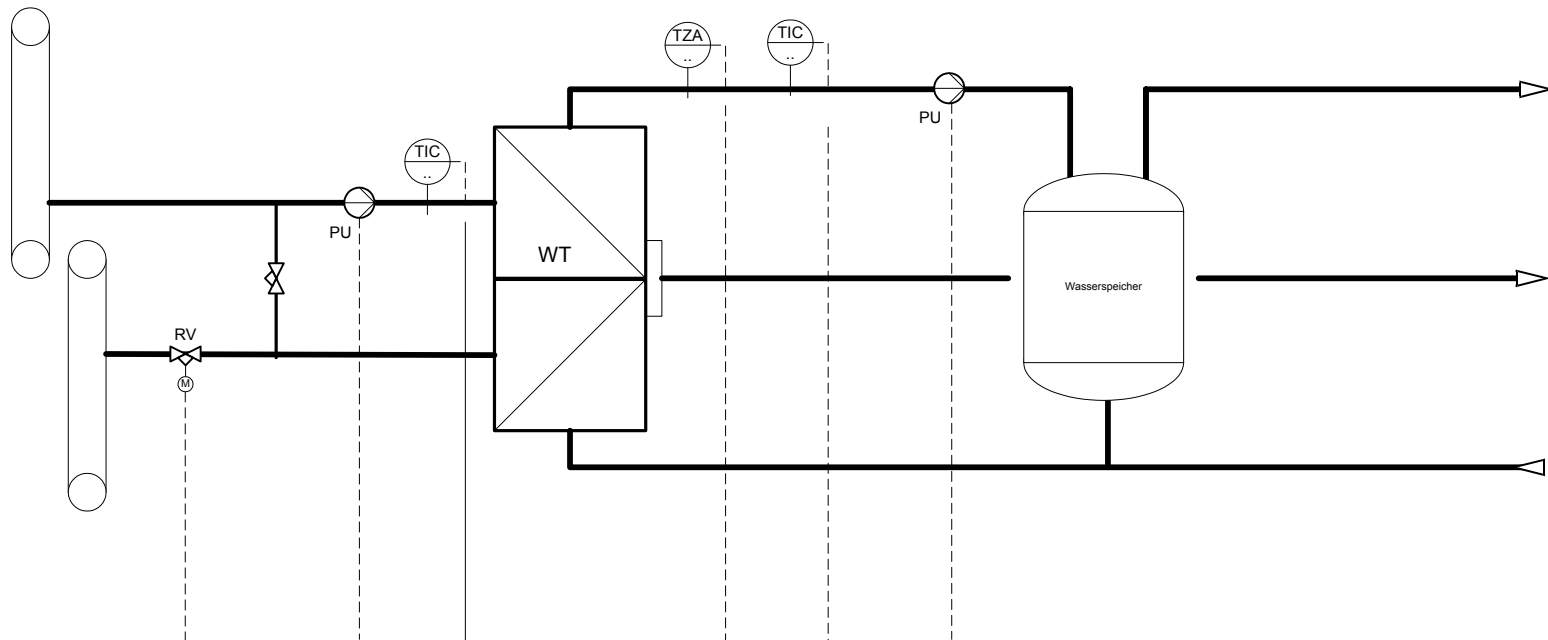 TZA
..
TIC
..
PU
TIC
..
PU
WT
Wasserspeicher
RV
M